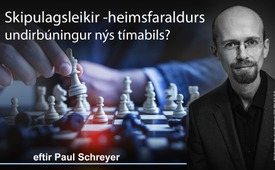 Skipulagsleikir -heimsfaraldurs
undirbúningur nýs tímabils?
eftir Paul Schreyer